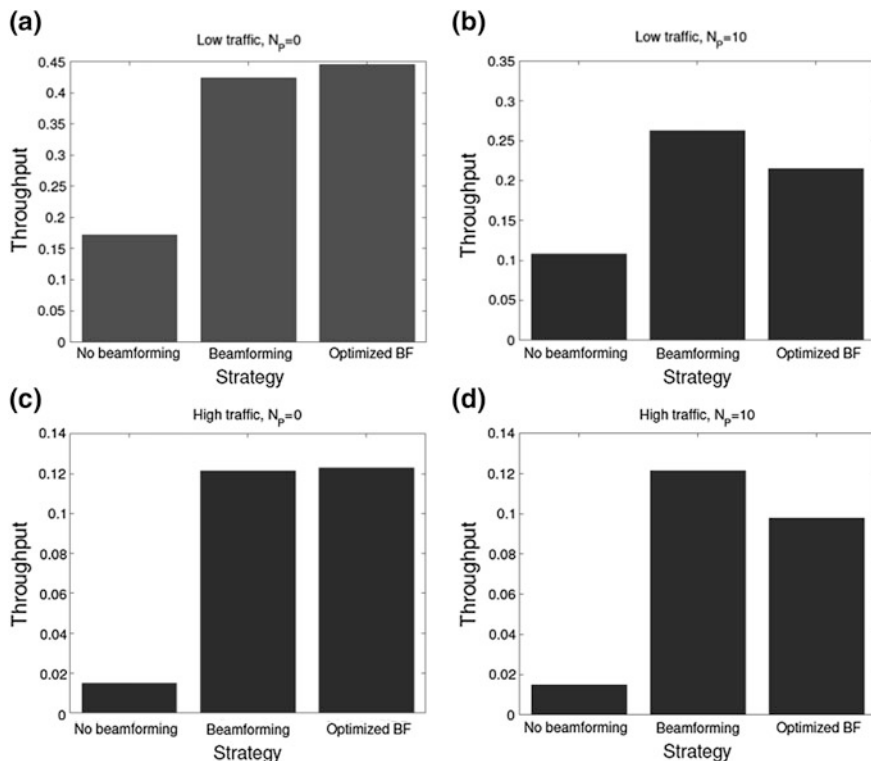 (a)
Low traffic, NP=0
0.45
0.4
0.35
0.3
0.25
0.2
0.15
0.1
0.05
0
Throughput
No beamforming Beamforming Optimized BF
Strategy
(b)
Low traffic, NP=10
0.35
0.3
0.25
0.2
0.15
0.1
0.05
0
Throughput
No beamforming Beamforming Optimized BF
Strategy
(c)
High traffic, NP=0
0.14
0.12
0.1
0.08
0.06
0.04
0.02
0
Throughput
No beamforming Beamforming Optimized BF
Strategy
(d)
High traffic, NP=10
0.14
0.12
0.1
0.08
0.06
0.04
0.02
0
Throughput
No beamforming Beamforming Optimized BF
Strategy